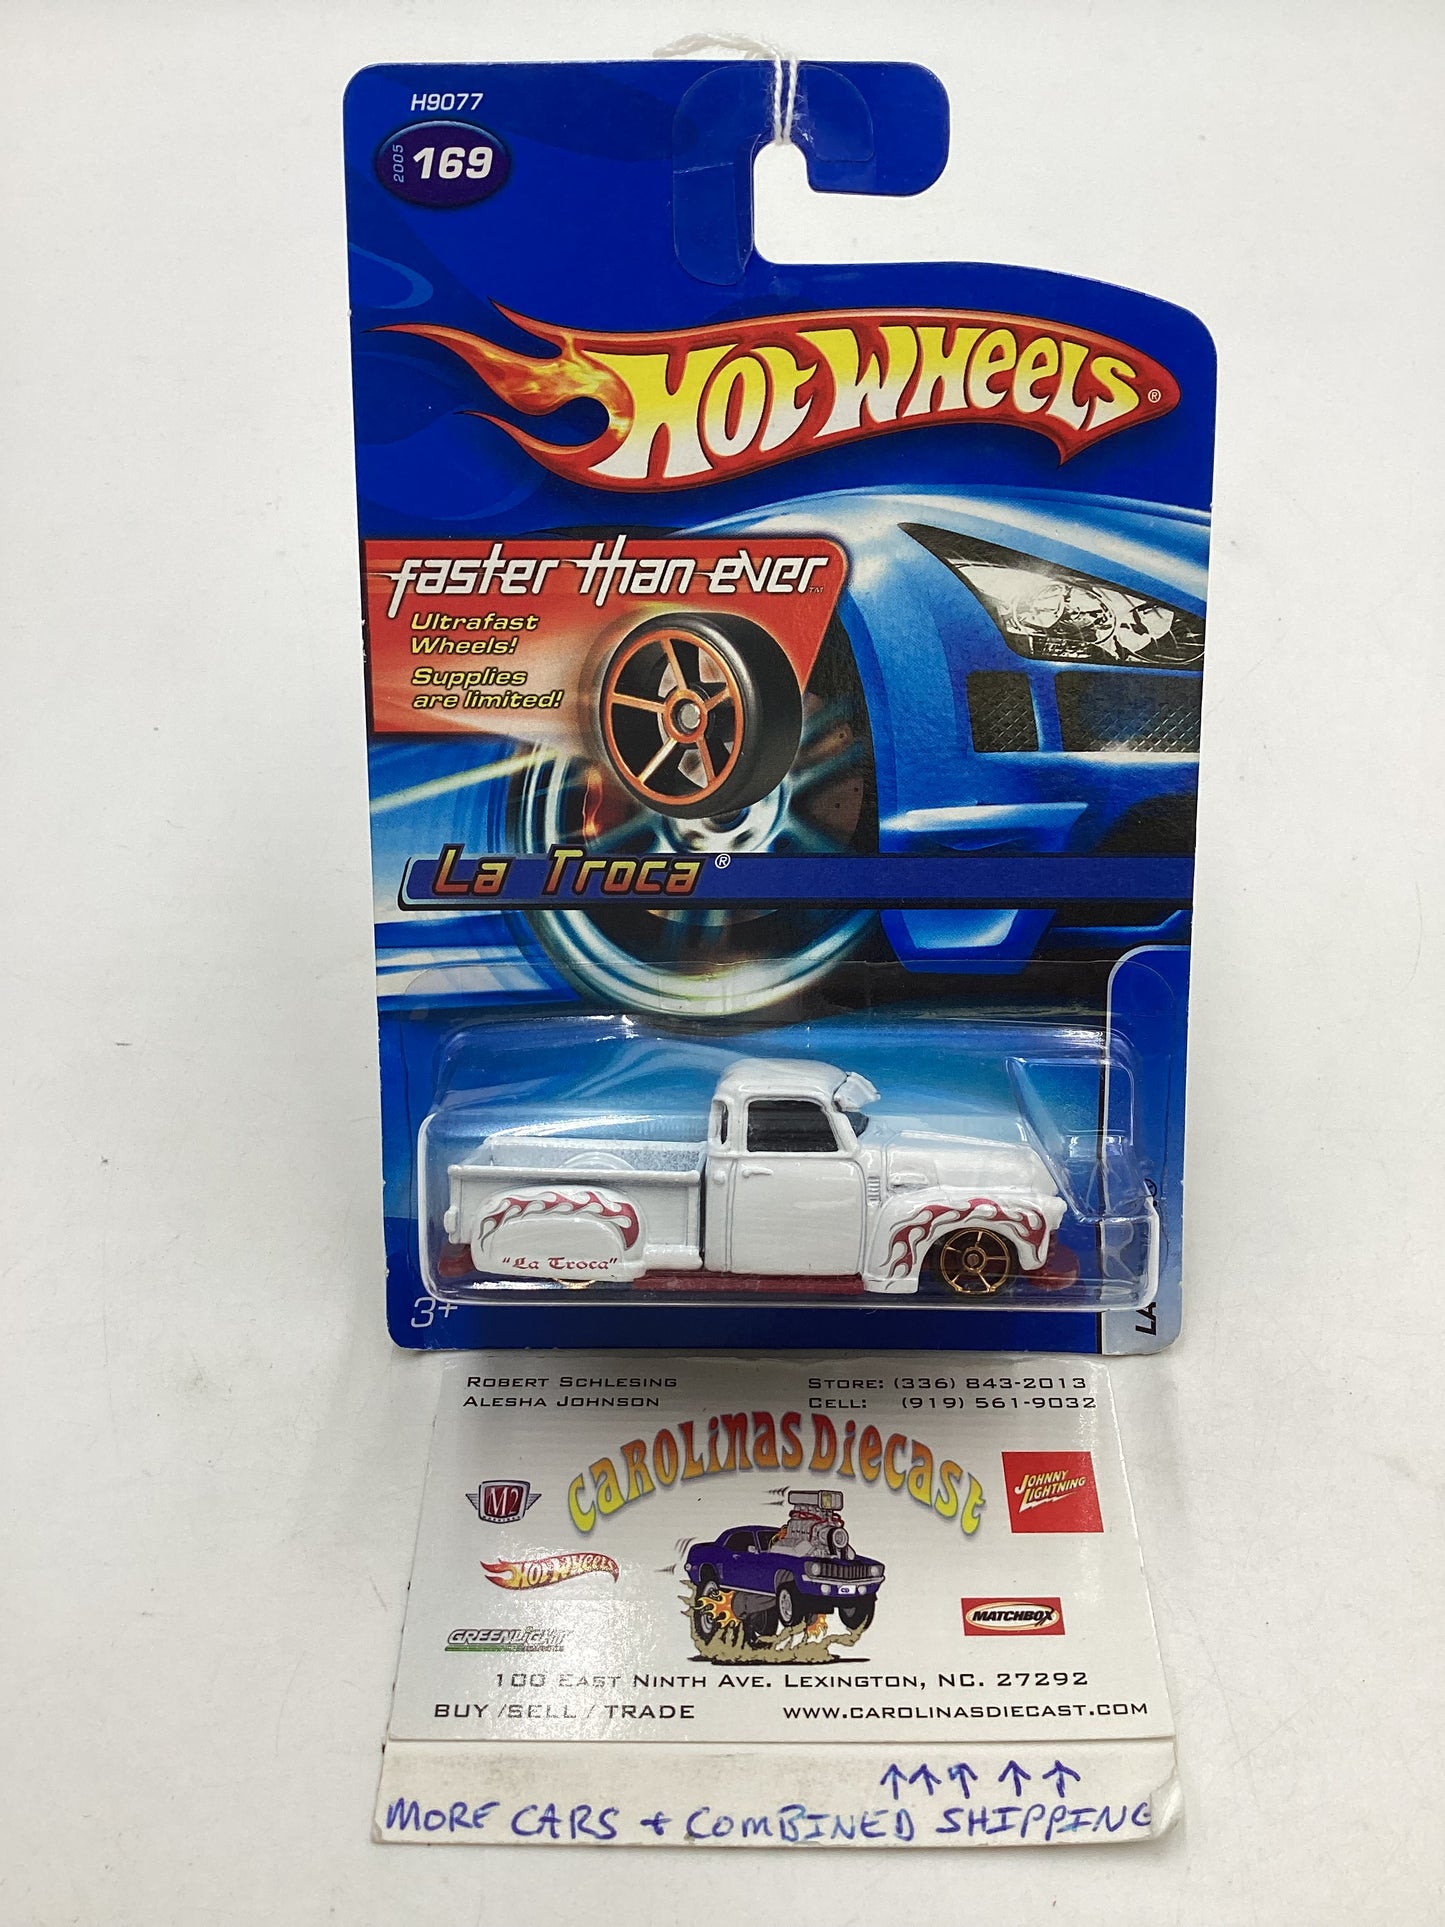 H9077
2005
169
HOT WHEELS®
faster than ever™
Ultrafast
Wheels!
Supplies
are limited!
La Troca®
"La Troca"
3+
LA
ROBERT SCHLESING
ALESHA JOHNSON
STORE: (336) 843-2013
CELL: (919) 561-9032
CAROLINAS DIECAST
M2
JOHNNY
LIGHTNING
HOT WHEELS
MATCHBOX
GREENLIGHT
100 EAST NINTH AVE. LEXINGTON, NC. 27292
BUY /SELL / TRADE
WWW.CAROLINASDIECAST.COM
↑↑↑ ↑ ↑
MORE CARS + COMBINED SHIPPING